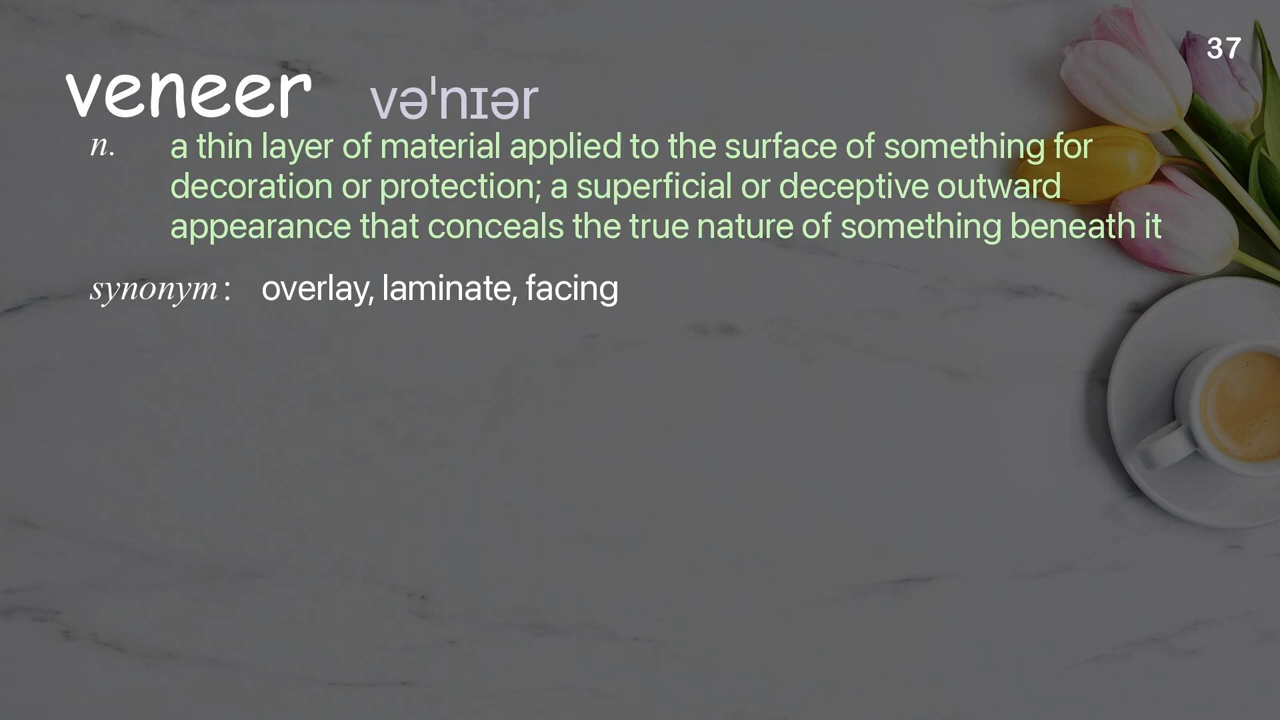 37
veneer vəˈnɪər
n. a thin layer of material applied to the surface of something for
decoration or protection; a superficial or deceptive outward
appearance that conceals the true nature of something beneath it
synonym : overlay, laminate, facing